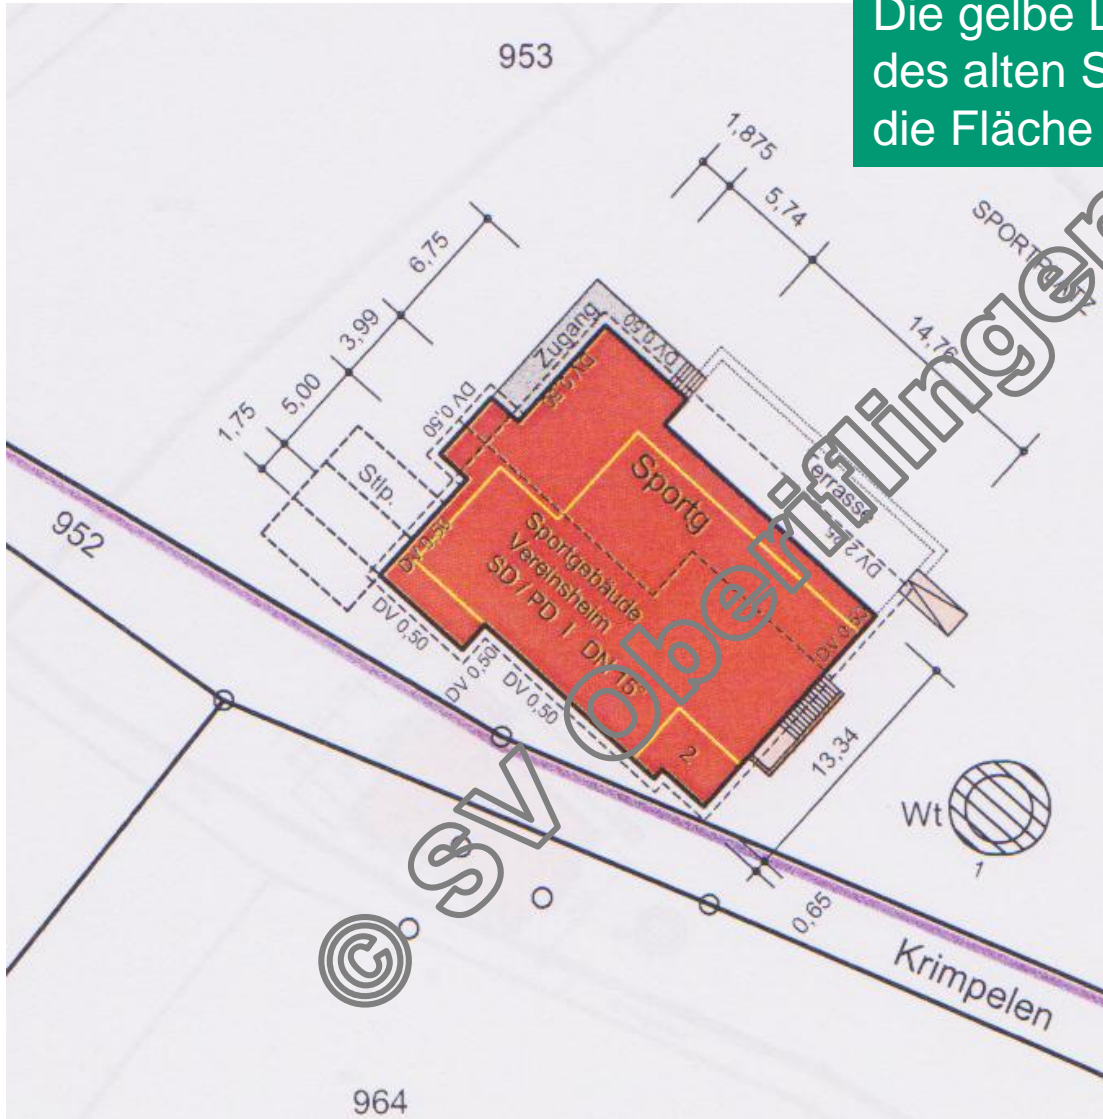 953
Die gelbe L
des alten S
die Fläche
1,875
5,74
14,76
SPORTPLATZ
6,75
3,99
5,00
1,75
Zugang
DV 0,50
DV 0,50
DV 0,50
Stlp.
Sportg
Terrasse
DV 2,25
952
DV 0,50
Sportgebäude
Vereinsheim
SD / PD I DN 15°
DV 0,50
DV 0,50
DV 0,50
DV 0,50
2
13,34
Wt
1
0,65
Krimpelen
964
© SV Oberiflingen